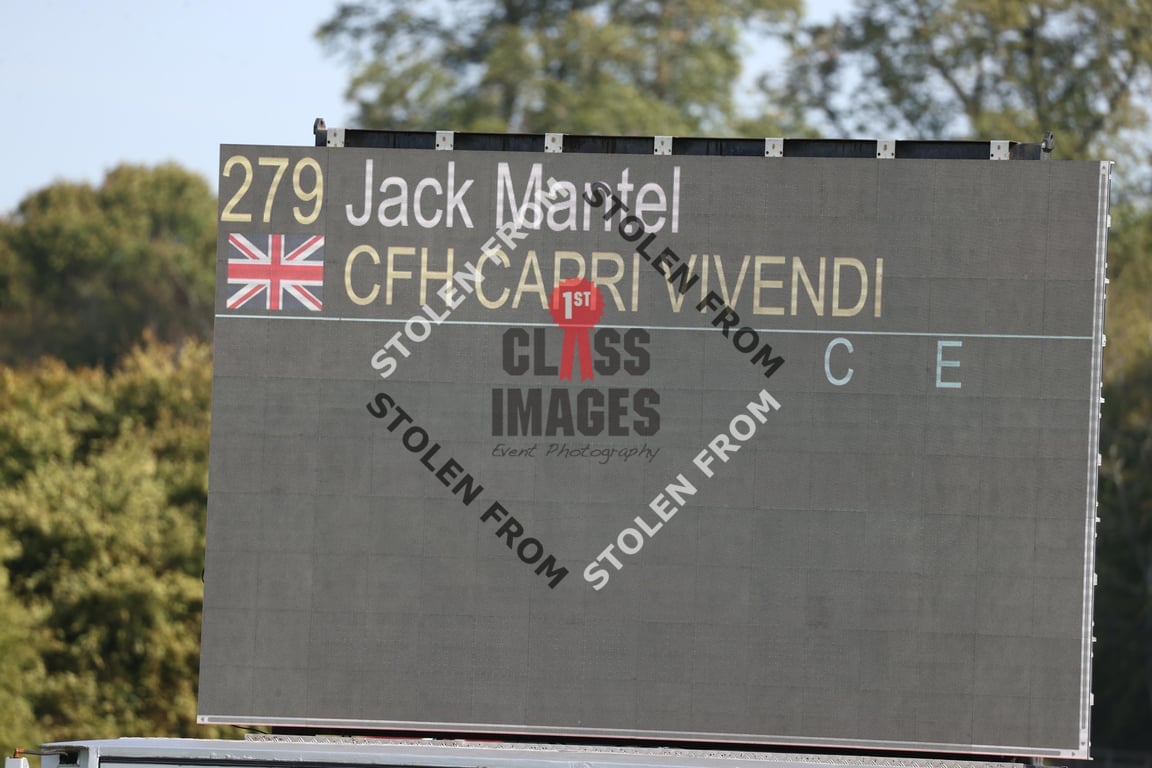 279 Jack Mantel
CFH CAPRI VIVENDI
C E
STOLEN FROM
STOLEN FROM
1ST
CLASS
IMAGES
Event Photography
STOLEN FROM
STOLEN FROM